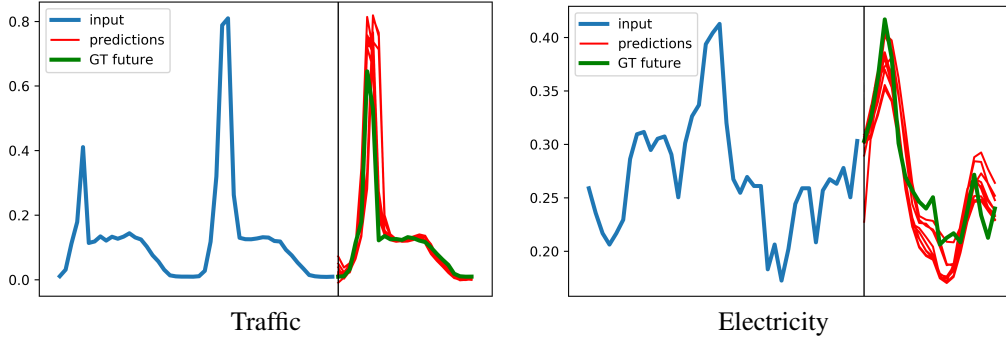 0.8
0.6
0.4
0.2
0.0
input
predictions
GT future
Traffic
0.40
0.35
0.30
0.25
0.20
input
predictions
GT future
Electricity